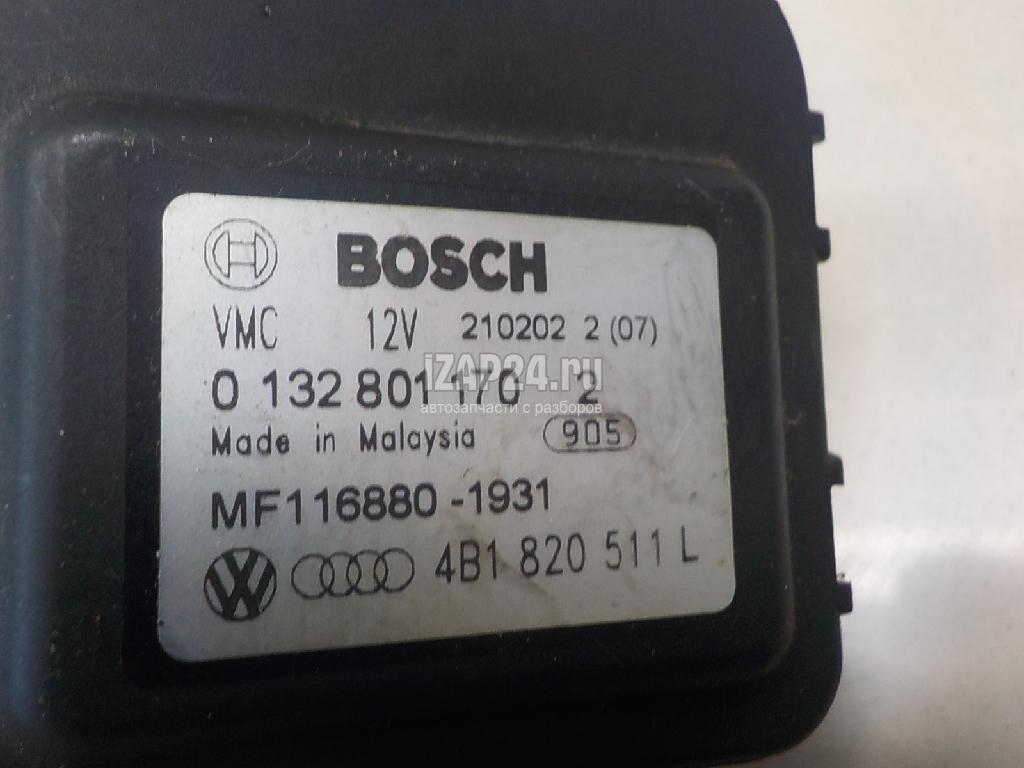 BOSCH
VMC 12V 210202 2 (07)
iZAP24.ru
0 132 801 170 2
автозапчасти с разборов
Made in Malaysia 905
MF116880-1931
4B1 820 511 L